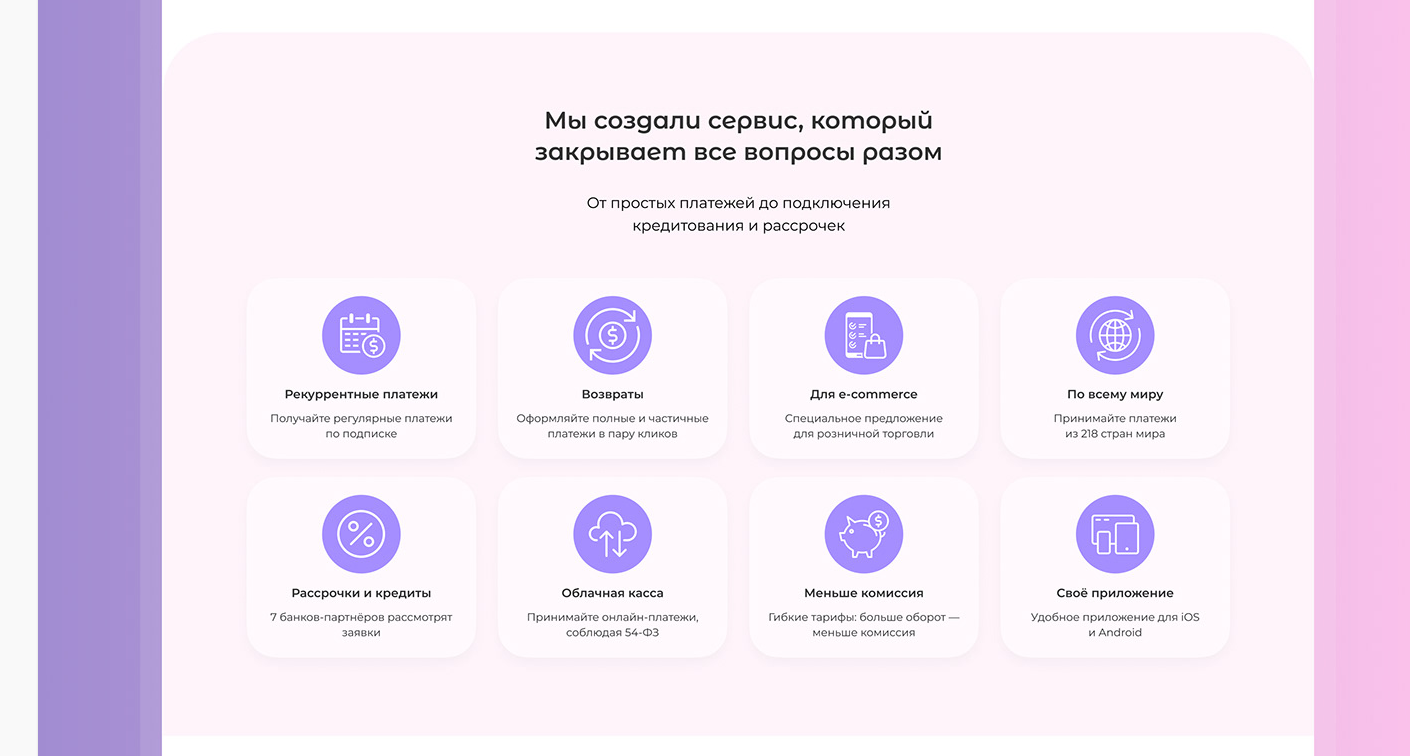 Мы создали сервис, который
закрывает все вопросы разом
От простых платежей до подключения
кредитования и рассрочек
Рекуррентные платежи
Получайте регулярные платежи
по подписке
Возвраты
Оформляйте полные и частичные
платежи в пару кликов
Для e-commerce
Специальное предложение
для розничной торговли
По всему миру
Принимайте платежи
из 218 стран мира
Рассрочки и кредиты
7 банков-партнёров рассмотрят
заявки
Облачная касса
Принимайте онлайн-платежи,
соблюдая 54-ФЗ
Меньше комиссия
Гибкие тарифы: больше оборот —
меньше комиссия
Своё приложение
Удобное приложение для iOS
и Android